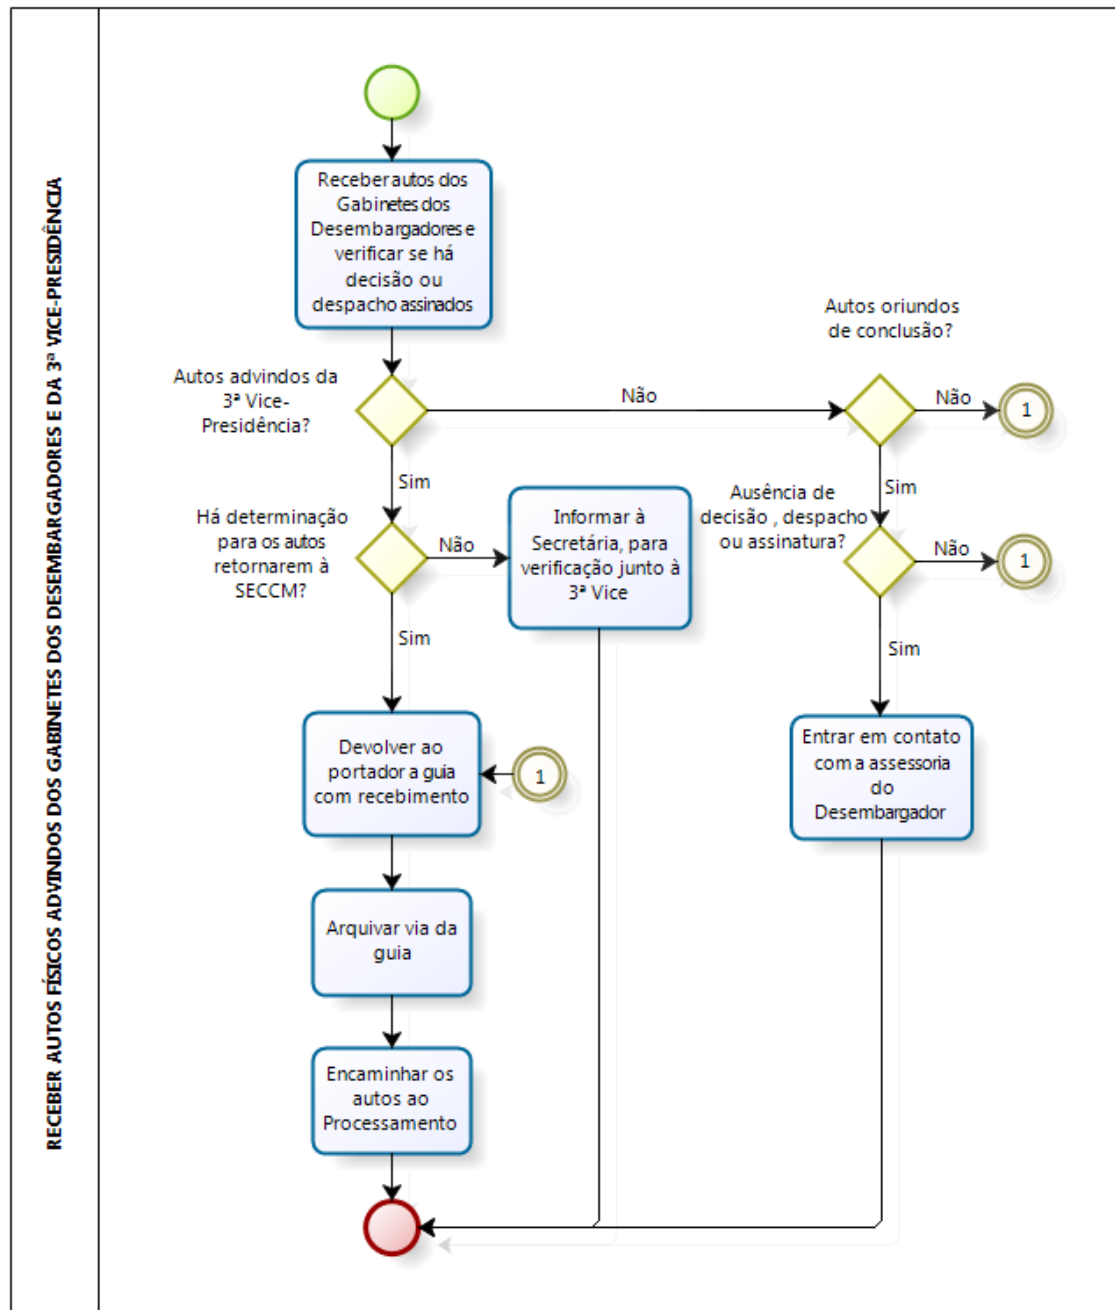 RECEBER AUTOS FÍSICOS ADVINDOS DOS GABINETES DOS DESEMBARGADORES E DA 3ª VICE-PRESIDÊNCIA
Receber autos dos
Gabinetes dos
Desembargadores e
verificar se há
decisão ou
despacho assinados
Autos advindos da
3ª Vice-
Presidência?
Não
Autos oriundos
de conclusão?
Não
1
Sim
Há determinação
para os autos
retornarem à
SECCM?
Não
Informar à
Secretária, para
verificação junto à
3ª Vice
Sim
Ausência de
decisão , despacho
ou assinatura?
Não
1
Sim
Sim
Devolver ao
portador a guia
com recebimento
1
Entrar em contato
com a assessoria
do
Desembargador
Arquivar via da
guia
Encaminhar os
autos ao
Processamento